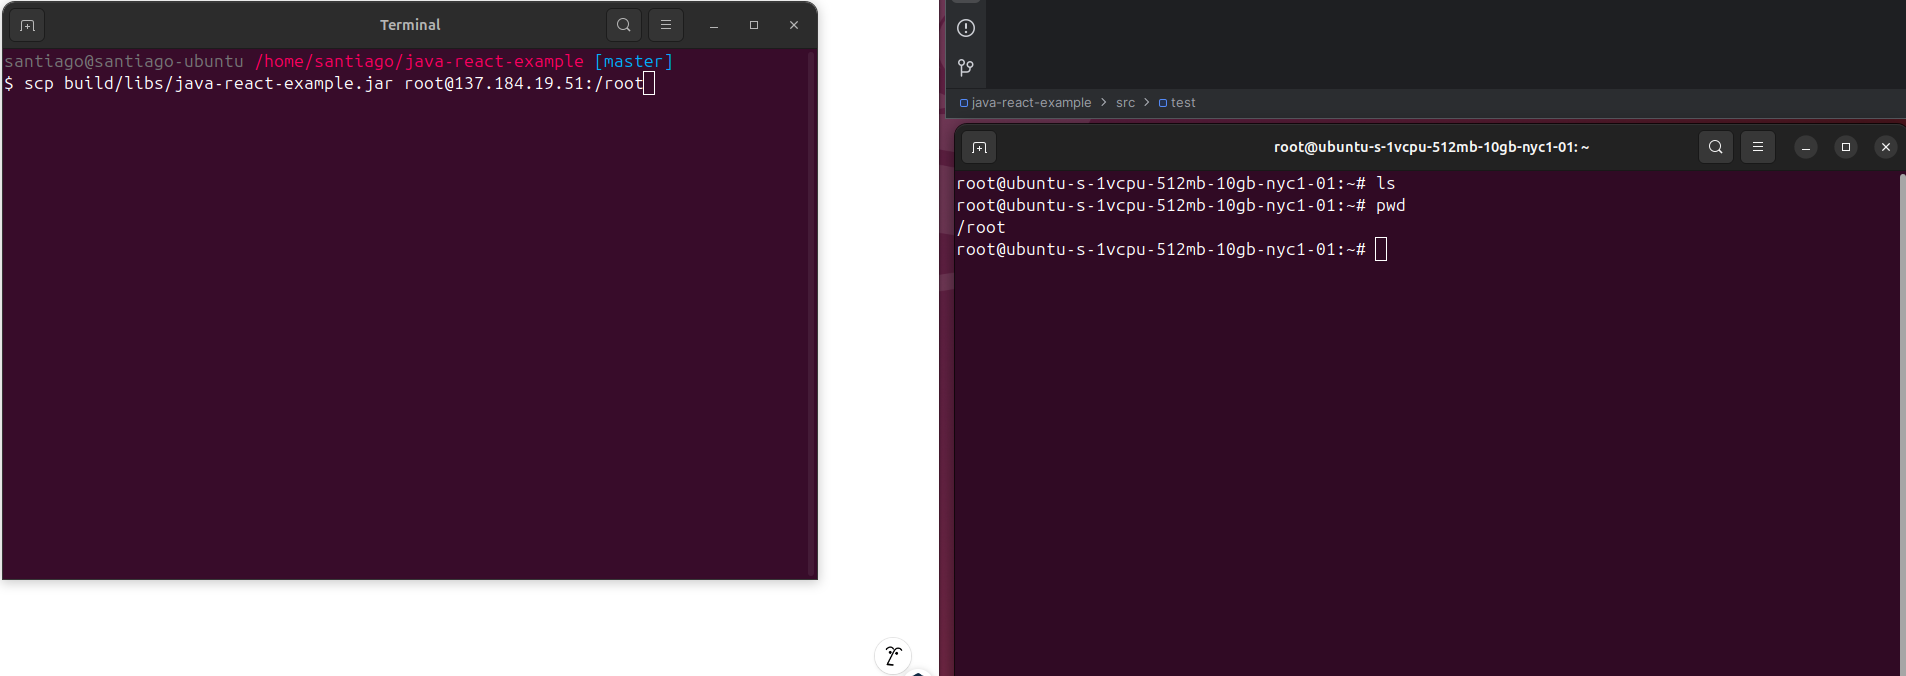 Terminal
santiago@santiago-ubuntu /home/santiago/java-react-example [master]
$ scp build/libs/java-react-example.jar root@137.184.19.51:/root
java-react-example > src > test
root@ubuntu-s-1vcpu-512mb-10gb-nyc1-01: ~
root@ubuntu-s-1vcpu-512mb-10gb-nyc1-01:~# ls
root@ubuntu-s-1vcpu-512mb-10gb-nyc1-01:~# pwd
/root
root@ubuntu-s-1vcpu-512mb-10gb-nyc1-01:~#